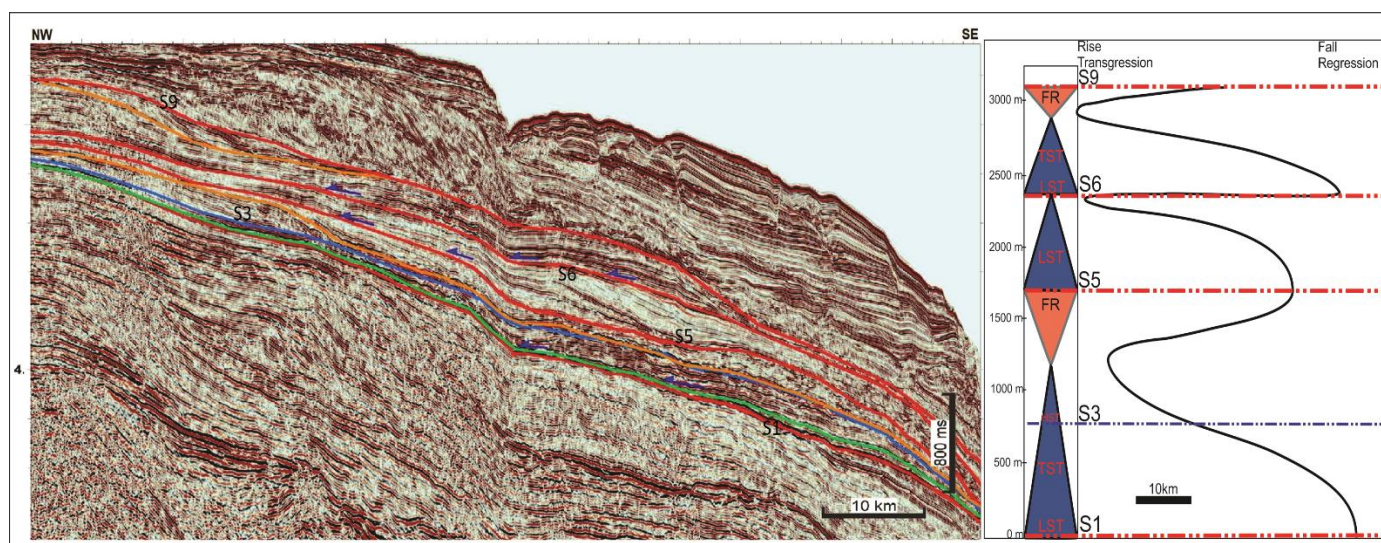 NW
SE
S9
S3
S6
S5
S1
4.
800 ms
10 km
Rise
Transgression
Fall
Regression
S9
3000 m
FR
TST
2500 m
LST
S6
2000 m
LST
S5
FR
1500 m
1000 m
S3
500 m
TST
10km
LST
S1
0 m